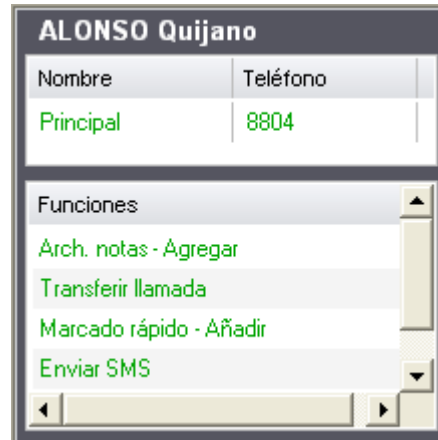 ALONSO Quijano
Nombre Teléfono
Principal 8804
Funciones
Arch. notas - Agregar
Transferir llamada
Marcado rápido - Añadir
Enviar SMS